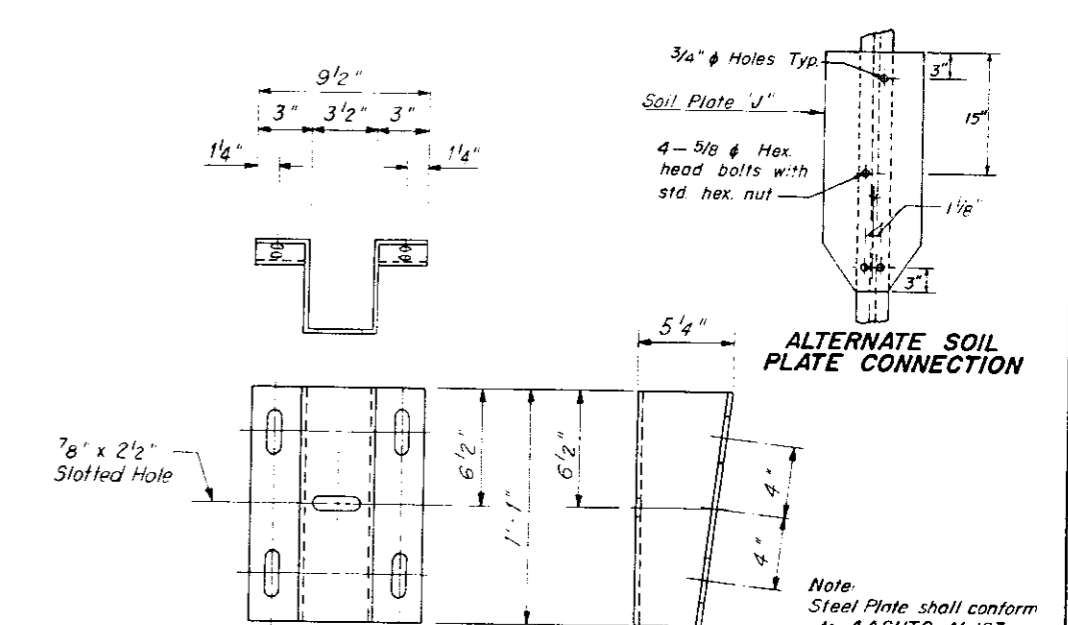 9 1/2"
3" 3 1/2" 3"
1 1/4" 1 1/4"
3/4" ϕ Holes Typ.
3"
Soil Plate 'J"
15"
4 – 5/8 ϕ Hex.
head bolts with
std. hex. nut
1 1/8"
3"
ALTERNATE SOIL
PLATE CONNECTION
5 1/4"
7/8" x 2 1/2"
Slotted Hole
6 1/2"
1'-1"
6 1/2"
4"
4"
Note:
Steel Plate shall conform
to AASHTO M 183